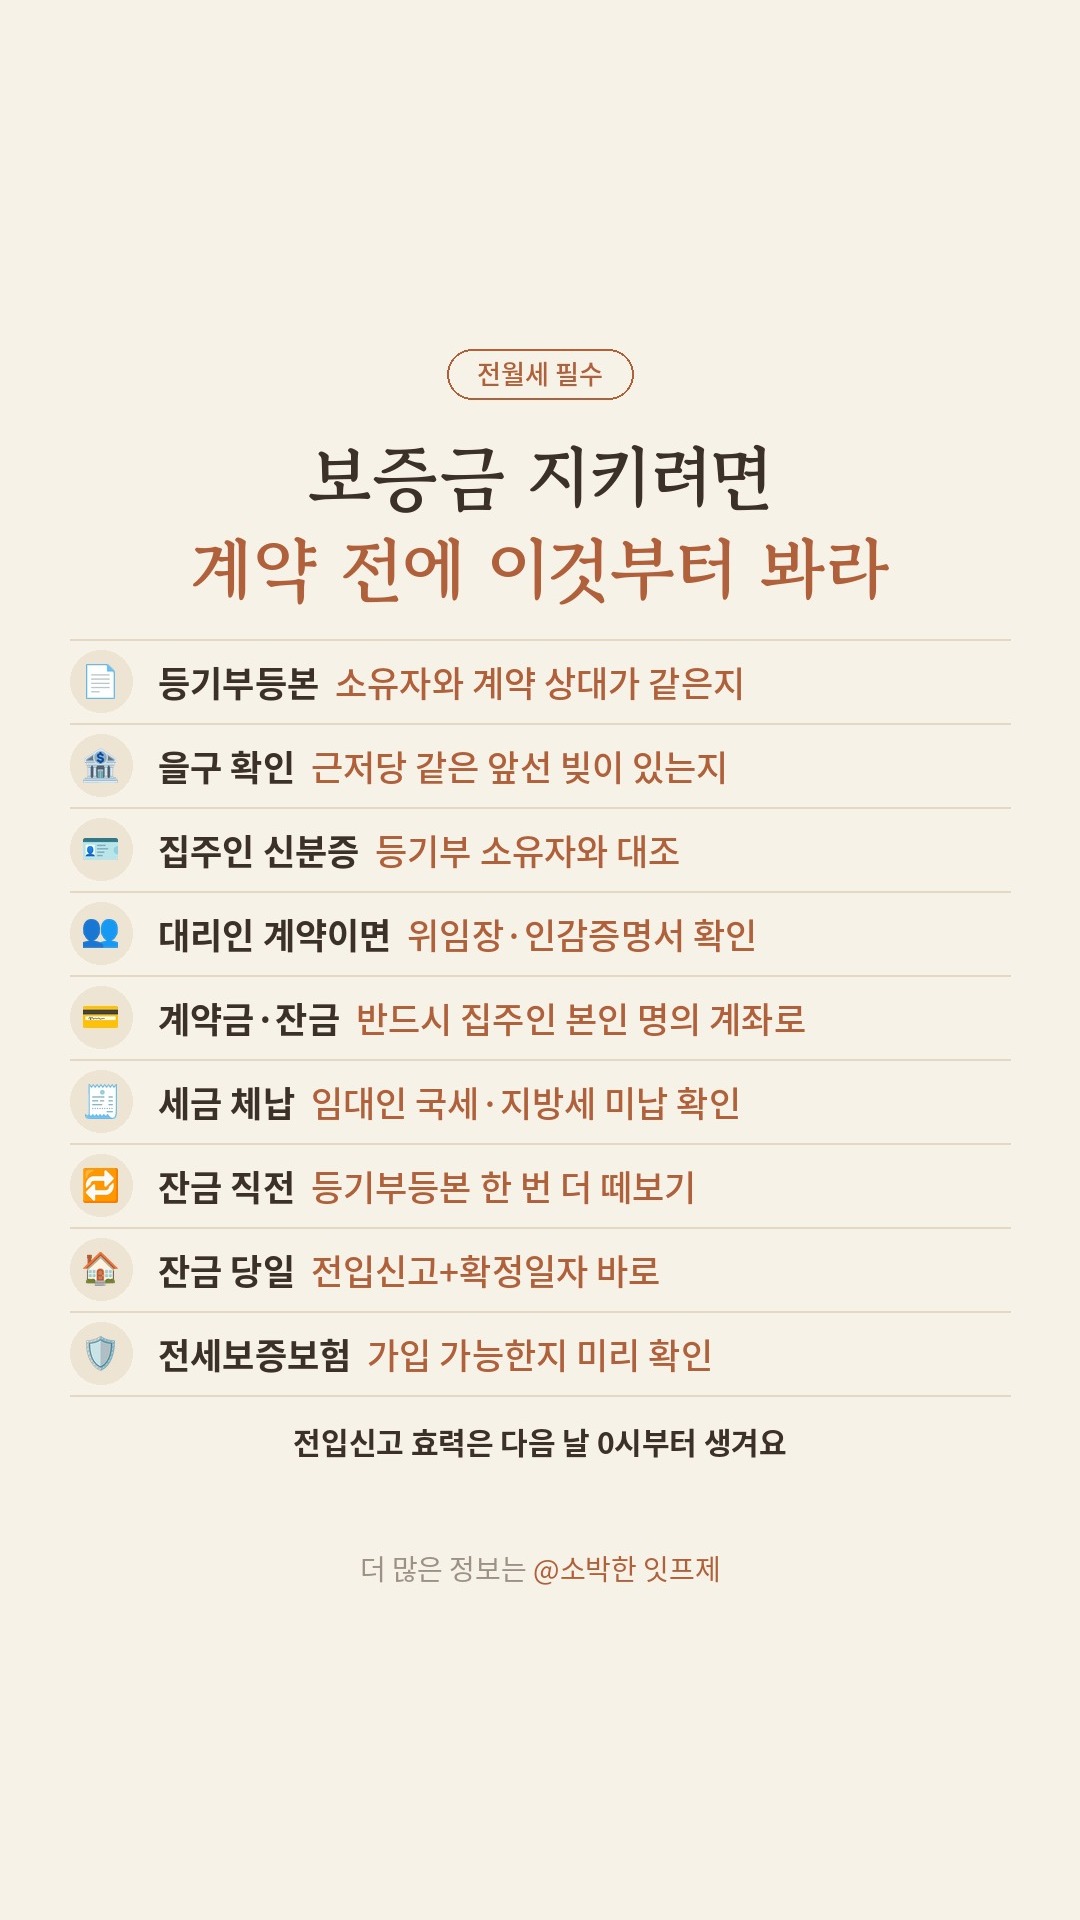 전월세 필수
보증금 지키려면
계약 전에 이것부터 봐라
등기부등본 소유자와 계약 상대가 같은지
을구 확인 근저당 같은 앞선 빚이 있는지
집주인 신분증 등기부 소유자와 대조
대리인 계약이면 위임장·인감증명서 확인
계약금·잔금 반드시 집주인 본인 명의 계좌로
세금 체납 임대인 국세·지방세 미납 확인
잔금 직전 등기부등본 한 번 더 떼보기
잔금 당일 전입신고+확정일자 바로
전세보증보험 가입 가능한지 미리 확인
전입신고 효력은 다음 날 0시부터 생겨요
더 많은 정보는 @소박한 잇프제